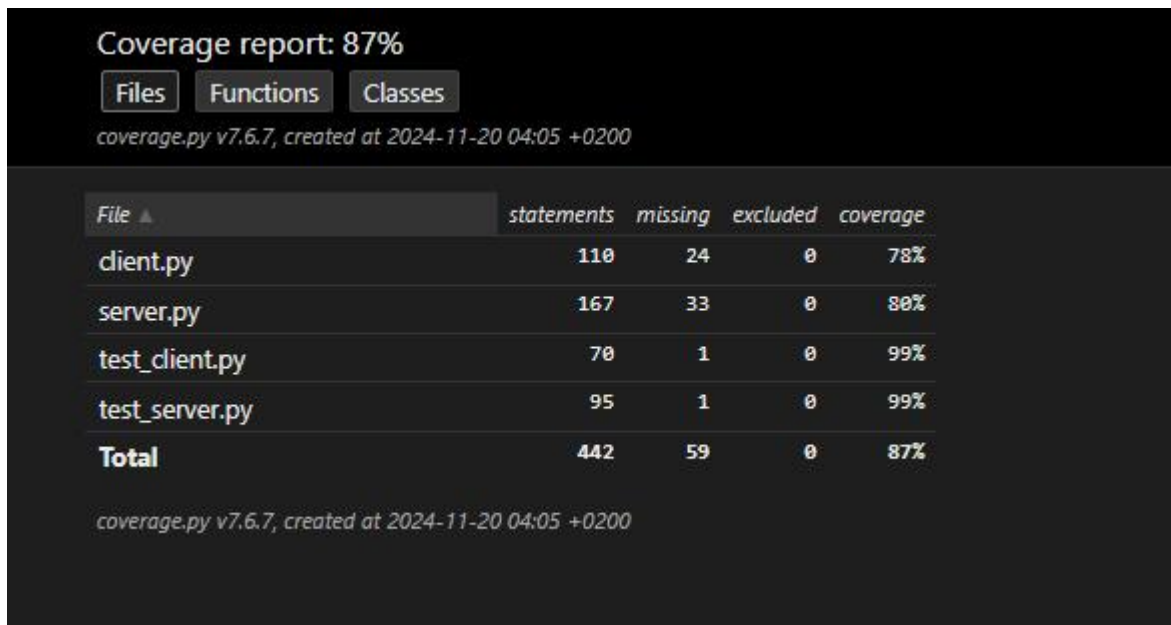 Coverage report: 87%
Files Functions Classes
coverage.py v7.6.7, created at 2024-11-20 04:05 +0200
File ▲ statements missing excluded coverage
client.py 110 24 0 78%
server.py 167 33 0 80%
test_client.py 70 1 0 99%
test_server.py 95 1 0 99%
Total 442 59 0 87%
coverage.py v7.6.7, created at 2024-11-20 04:05 +0200